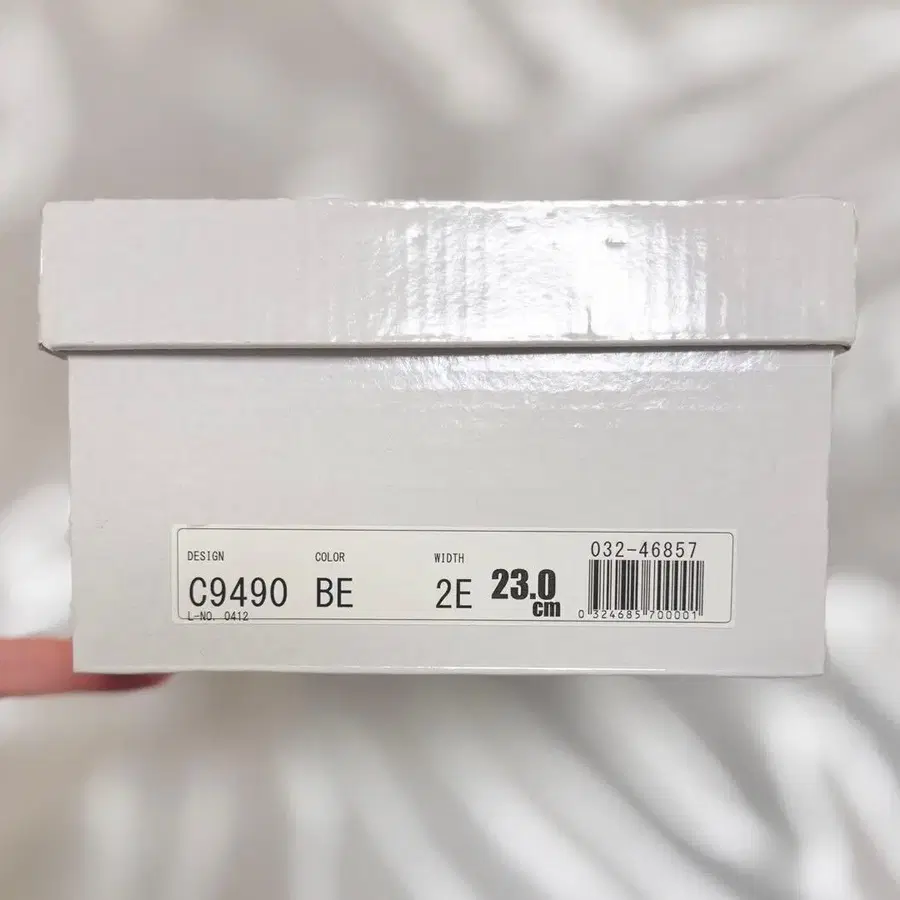 DESIGN COLOR WIDTH 032-46857
C9490 BE 2E 23.0 cm
L-NO. 0412 0 324685 700001